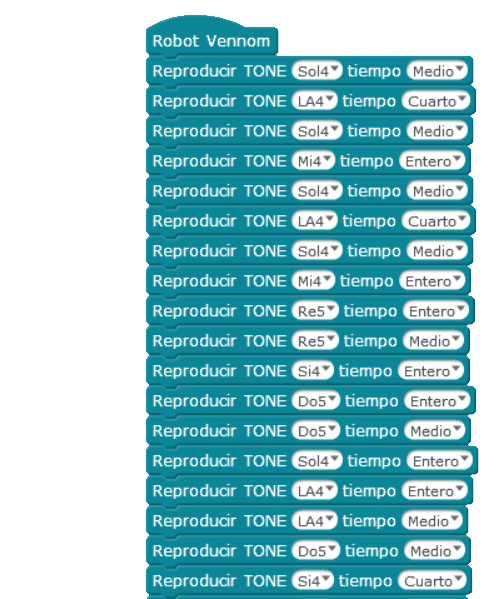 Robot Vennom
Reproducir TONE Sol4 tiempo Medio
Reproducir TONE LA4 tiempo Cuarto
Reproducir TONE Sol4 tiempo Medio
Reproducir TONE Mi4 tiempo Entero
Reproducir TONE Sol4 tiempo Medio
Reproducir TONE LA4 tiempo Cuarto
Reproducir TONE Sol4 tiempo Medio
Reproducir TONE Mi4 tiempo Entero
Reproducir TONE Re5 tiempo Entero
Reproducir TONE Re5 tiempo Medio
Reproducir TONE Si4 tiempo Entero
Reproducir TONE Do5 tiempo Entero
Reproducir TONE Do5 tiempo Medio
Reproducir TONE Sol4 tiempo Entero
Reproducir TONE LA4 tiempo Entero
Reproducir TONE LA4 tiempo Medio
Reproducir TONE Do5 tiempo Medio
Reproducir TONE Si4 tiempo Cuarto